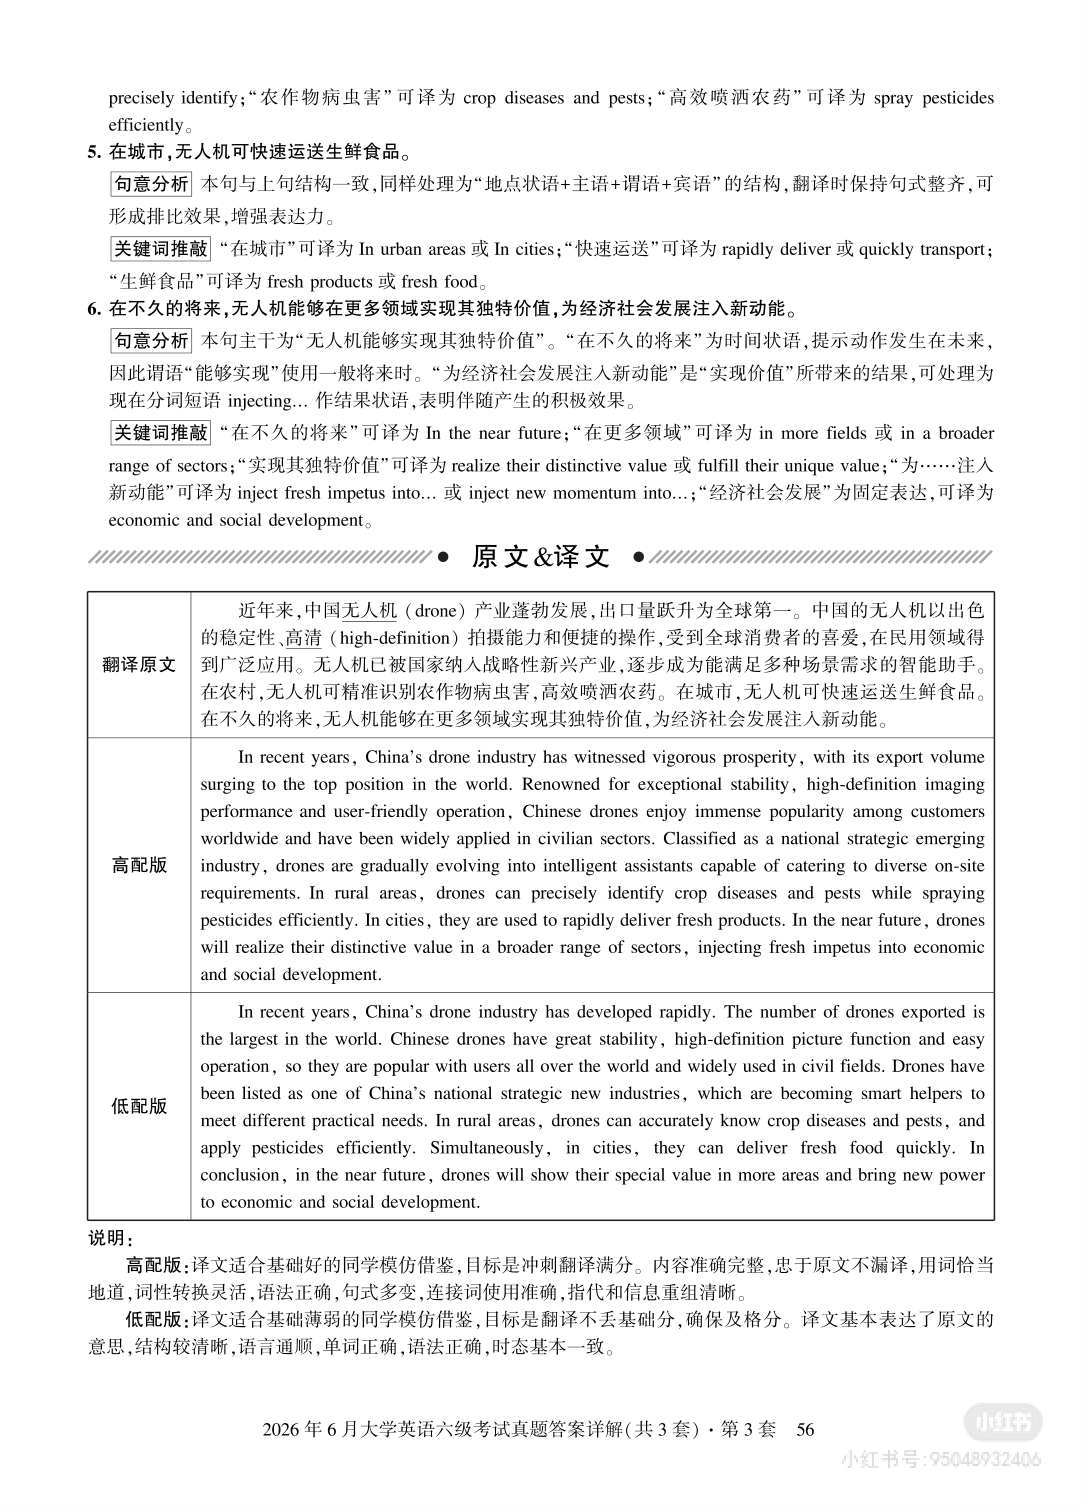 precisely identify;“农作物病虫害”可译为 crop diseases and pests;“高效喷洒农药”可译为 spray pesticides
efficiently。
5. 在城市,无人机可快速运送生鲜食品。
句意分析 本句与上句结构一致,同样处理为“地点状语+主语+谓语+宾语”的结构,翻译时保持句式整齐,可
形成排比效果,增强表达力。
关键词推敲 “在城市”可译为 In urban areas 或 In cities;“快速运送”可译为 rapidly deliver 或 quickly transport;
“生鲜食品”可译为 fresh products 或 fresh food。
6. 在不久的将来,无人机能够在更多领域实现其独特价值,为经济社会发展注入新动能。
句意分析 本句主干为“无人机能够实现其独特价值”。“在不久的将来”为时间状语,提示动作发生在未来,
因此谓语“能够实现”使用一般将来时。“为经济社会发展注入新动能”是“实现价值”所带来的结果,可处理为
现在分词短语 injecting... 作结果状语,表明伴随产生的积极效果。
关键词推敲 “在不久的将来”可译为 In the near future;“在更多领域”可译为 in more fields 或 in a broader
range of sectors;“实现其独特价值”可译为 realize their distinctive value 或 fulfill their unique value;“为……注入
新动能”可译为 inject fresh impetus into... 或 inject new momentum into...;“经济社会发展”为固定表达,可译为
economic and social development。
● 原文&译文 ●
翻译原文
近年来,中国无人机 (drone) 产业蓬勃发展,出口量跃升为全球第一。中国的无人机以出色
的稳定性、高清 (high-definition) 拍摄能力和便捷的操作,受到全球消费者的喜爱,在民用领域得
到广泛应用。无人机已被国家纳入战略性新兴产业,逐步成为能满足多种场景需求的智能助手。
在农村,无人机可精准识别农作物病虫害,高效喷洒农药。在城市,无人机可快速运送生鲜食品。
在不久的将来,无人机能够在更多领域实现其独特价值,为经济社会发展注入新动能。
高配版
In recent years, China’s drone industry has witnessed vigorous prosperity, with its export volume
surging to the top position in the world. Renowned for exceptional stability, high-definition imaging
performance and user-friendly operation, Chinese drones enjoy immense popularity among customers
worldwide and have been widely applied in civilian sectors. Classified as a national strategic emerging
industry, drones are gradually evolving into intelligent assistants capable of catering to diverse on-site
requirements. In rural areas, drones can precisely identify crop diseases and pests while spraying
pesticides efficiently. In cities, they are used to rapidly deliver fresh products. In the near future, drones
will realize their distinctive value in a broader range of sectors, injecting fresh impetus into economic
and social development.
低配版
In recent years, China’s drone industry has developed rapidly. The number of drones exported is
the largest in the world. Chinese drones have great stability, high-definition picture function and easy
operation, so they are popular with users all over the world and widely used in civil fields. Drones have
been listed as one of China’s national strategic new industries, which are becoming smart helpers to
meet different practical needs. In rural areas, drones can accurately know crop diseases and pests, and
apply pesticides efficiently. Simultaneously, in cities, they can deliver fresh food quickly. In
conclusion, in the near future, drones will show their special value in more areas and bring new power
to economic and social development.
说明:
高配版:译文适合基础好的同学模仿借鉴,目标是冲刺翻译满分。内容准确完整,忠于原文不漏译,用词恰当
地道,词性转换灵活,语法正确,句式多变,连接词使用准确,指代和信息重组清晰。
低配版:译文适合基础薄弱的同学模仿借鉴,目标是翻译不丢基础分,确保及格分。译文基本表达了原文的
意思,结构较清晰,语言通顺,单词正确,语法正确,时态基本一致。
2026 年 6 月大学英语六级考试真题答案详解(共 3 套)·第 3 套 56
小红书
小红书号:95048932406